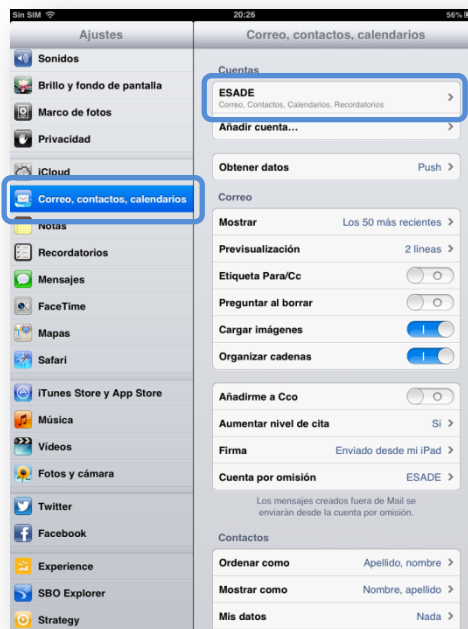 Sin SIM
20:26
56%
Ajustes
Sonidos
Brillo y fondo de pantalla
Marco de fotos
Privacidad
iCloud
Correo, contactos, calendarios
Notas
Recordatorios
Mensajes
FaceTime
Mapas
Safari
iTunes Store y App Store
Música
Vídeos
Fotos y cámara
Twitter
Facebook
Experience
SBO Explorer
Strategy
Correo, contactos, calendarios
Cuentas
ESADE
Correo, Contactos, Calendarios, Recordatorios
Añadir cuenta...
Obtener datos Push
Correo
Mostrar Los 50 más recientes
Previsualización 2 líneas
Etiqueta Para/Cc
Preguntar al borrar
Cargar imágenes
Organizar cadenas
Añadirme a Cco
Aumentar nivel de cita Sí
Firma Enviado desde mi iPad
Cuenta por omisión ESADE
Los mensajes creados fuera de Mail se
enviarán desde la cuenta por omisión.
Contactos
Ordenar como Apellido, nombre
Mostrar como Nombre, apellido
Mis datos Nada